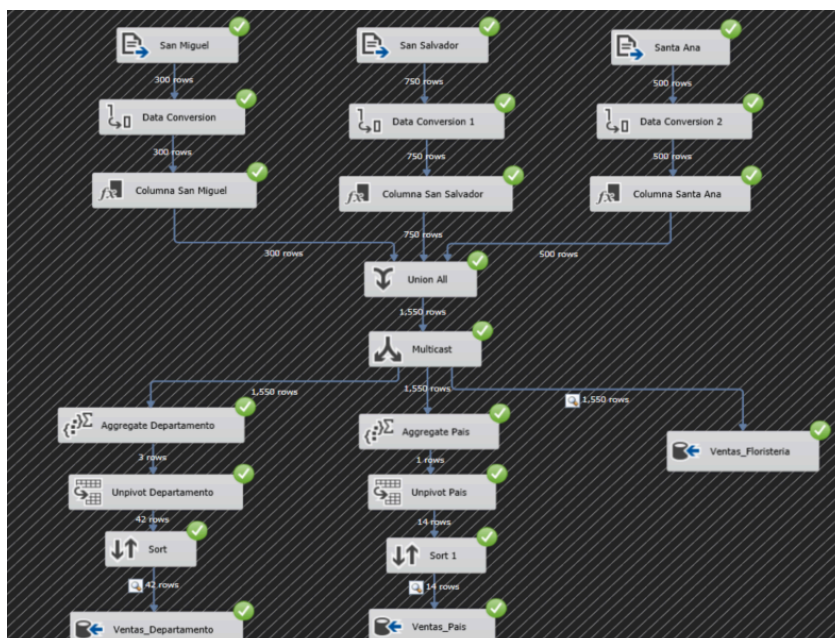 San Miguel
San Salvador
Santa Ana
300 rows
750 rows
500 rows
Data Conversion
Data Conversion 1
Data Conversion 2
300 rows
750 rows
500 rows
Columna San Miguel
Columna San Salvador
Columna Santa Ana
300 rows
750 rows
500 rows
Union All
1,550 rows
Multicast
1,550 rows
1,550 rows
1,550 rows
Aggregate Departamento
Aggregate Pais
Ventas_Floristeria
3 rows
1 rows
Unpivot Departamento
Unpivot Pais
42 rows
14 rows
Sort
Sort 1
42 rows
14 rows
Ventas_Departamento
Ventas_Pais